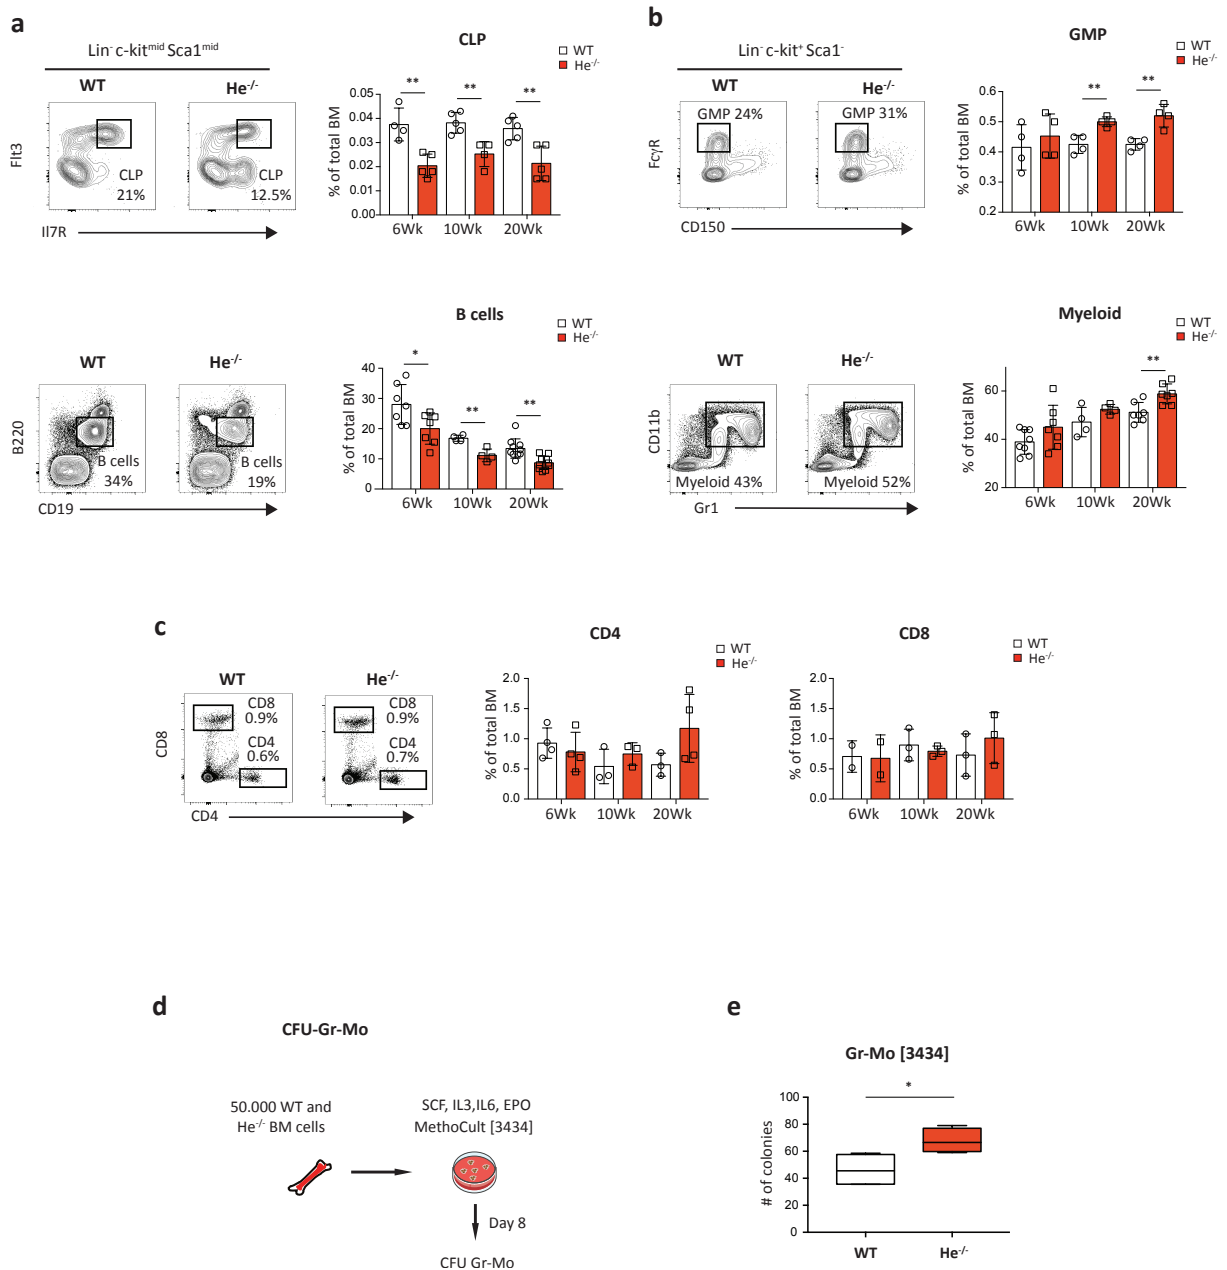 a
Lin⁻ c-kitᵐⁱᵈ Sca1ᵐⁱᵈ
WT He⁻/⁻
Flt3
CLP
21%
CLP
12.5%
Il7R
CLP
WT
He⁻/⁻
% of total BM
0.05
0.04
0.03
0.02
0.01
0.00
** ** **
6Wk 10Wk 20Wk
b
Lin⁻ c-kit⁺ Sca1⁻
WT He⁻/⁻
FcγR
GMP 24%
GMP 31%
CD150
GMP
WT
He⁻/⁻
% of total BM
1.0
0.8
0.6
0.4
0.2
** **
6Wk 10Wk 20Wk
WT He⁻/⁻
B220
B cells
34%
B cells
19%
CD19
B cells
WT
He⁻/⁻
% of total BM
40
30
20
10
0
* ** **
6Wk 10Wk 20Wk
WT He⁻/⁻
CD11b
Myeloid 43%
Myeloid 52%
Gr1
Myeloid
WT
He⁻/⁻
% of total BM
60
40
20
**
6Wk 10Wk 20Wk
c
WT He⁻/⁻
CD8
CD8
0.9%
CD4
0.6%
CD8
0.9%
CD4
0.7%
CD4
CD4
WT
He⁻/⁻
% of total BM
2.0
1.5
1.0
0.5
0.0
6Wk 10Wk 20Wk
CD8
WT
He⁻/⁻
% of total BM
2.0
1.5
1.0
0.5
0.0
6Wk 10Wk 20Wk
d
CFU-Gr-Mo
50.000 WT and
He⁻/⁻ BM cells
SCF, IL3,IL6, EPO
MethoCult [3434]
Day 8
CFU Gr-Mo
e
Gr-Mo [3434]
# of colonies
100
80
60
40
20
0
*
WT He⁻/⁻